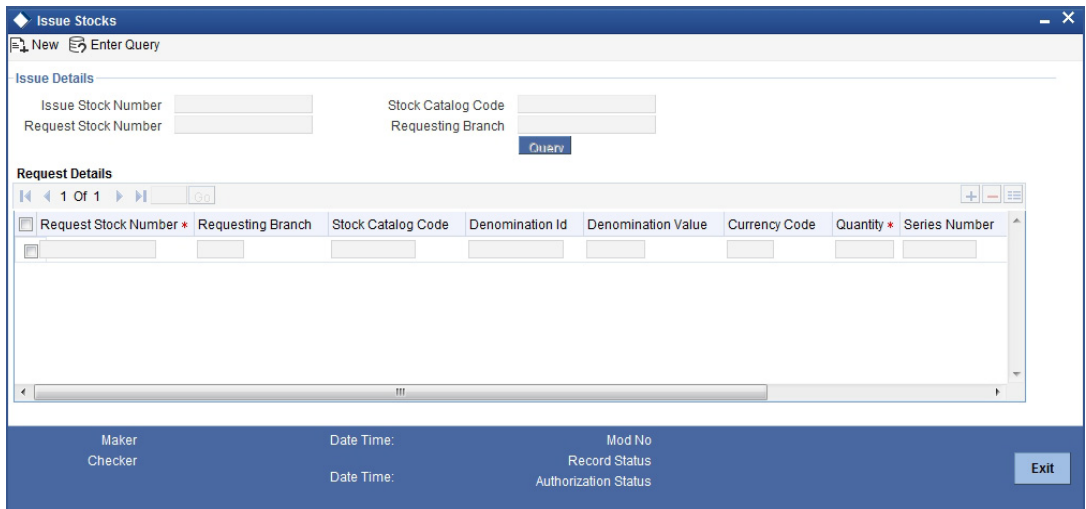 Issue Stocks
New Enter Query
Issue Details
Issue Stock Number Stock Catalog Code
Request Stock Number Requesting Branch
Query
Request Details
1 Of 1 Go
Request Stock Number * Requesting Branch Stock Catalog Code Denomination Id Denomination Value Currency Code Quantity * Series Number
Maker Date Time: Mod No
Checker Record Status
Date Time: Authorization Status
Exit